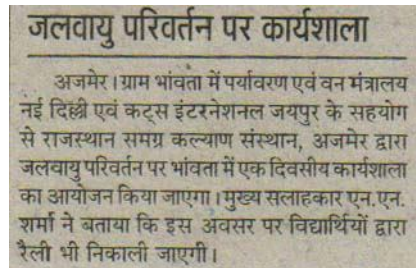 जलवायु परिवर्तन पर कार्यशाला
अजमेर। ग्राम भांवता में पर्यावरण एवं वन मंत्रालय
नई दिल्ली एवं कट्स इंटरनेशनल जयपुर के सहयोग
से राजस्थान समग्र कल्याण संस्थान, अजमेर द्वारा
जलवायु परिवर्तन पर भांवता में एक दिवसीय कार्यशाला
का आयोजन किया जाएगा। मुख्य सलाहकार एन.एन.
शर्मा ने बताया कि इस अवसर पर विद्यार्थियों द्वारा
रैली भी निकाली जाएगी।